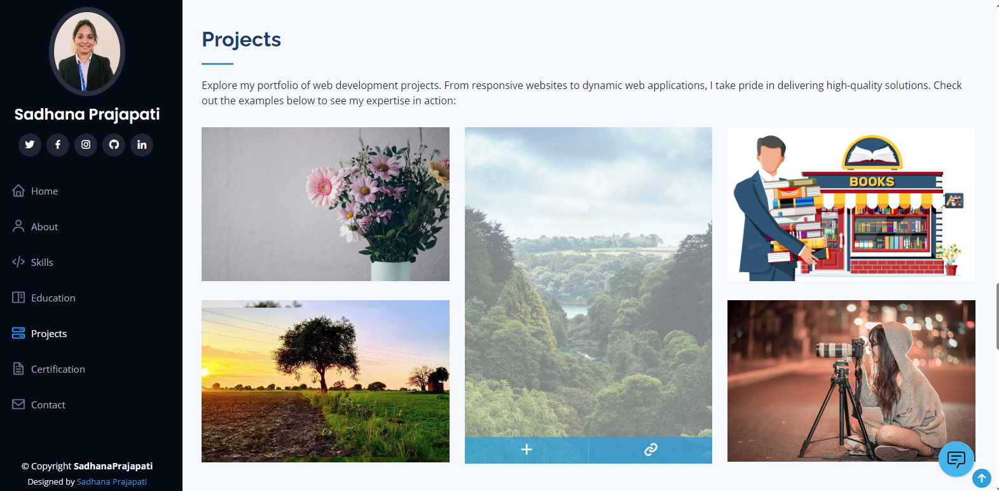 Sadhana Prajapati
Home
About
Skills
Education
Projects
Certification
Contact
© Copyright SadhanaPrajapati
Designed by Sadhana Prajapati
Projects
Explore my portfolio of web development projects. From responsive websites to dynamic web applications, I take pride in delivering high-quality solutions. Check
out the examples below to see my expertise in action:
BOOKS
OPEN